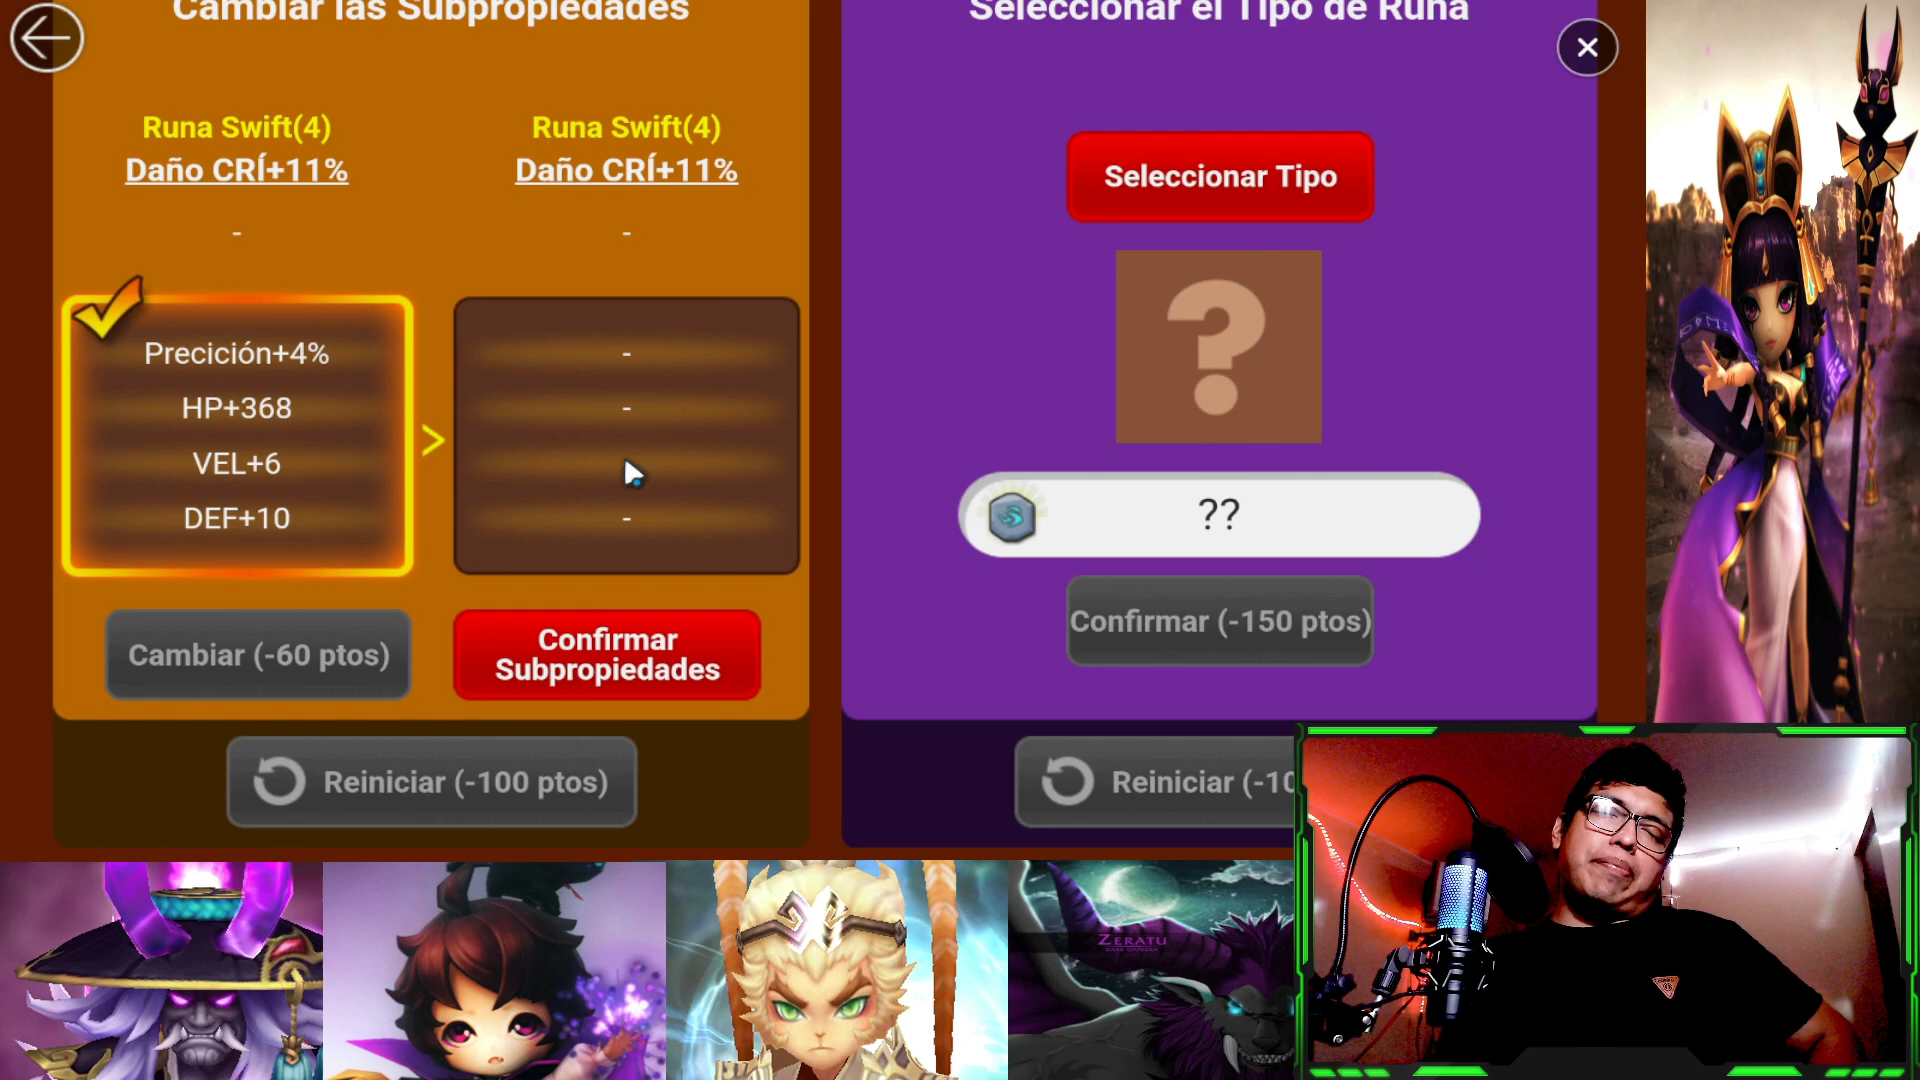 Cambiar las Subpropiedades
Runa Swift(4)
Daño CRÍ+11%
-
Precición+4%
HP+368
VEL+6
DEF+10
Cambiar (-60 ptos)
Runa Swift(4)
Daño CRÍ+11%
-
-
-
-
-
Confirmar
Subpropiedades
Reiniciar (-100 ptos)
Seleccionar el Tipo de Runa
Seleccionar Tipo
?
??
Confirmar (-150 ptos)
Reiniciar (-10
ZERATU